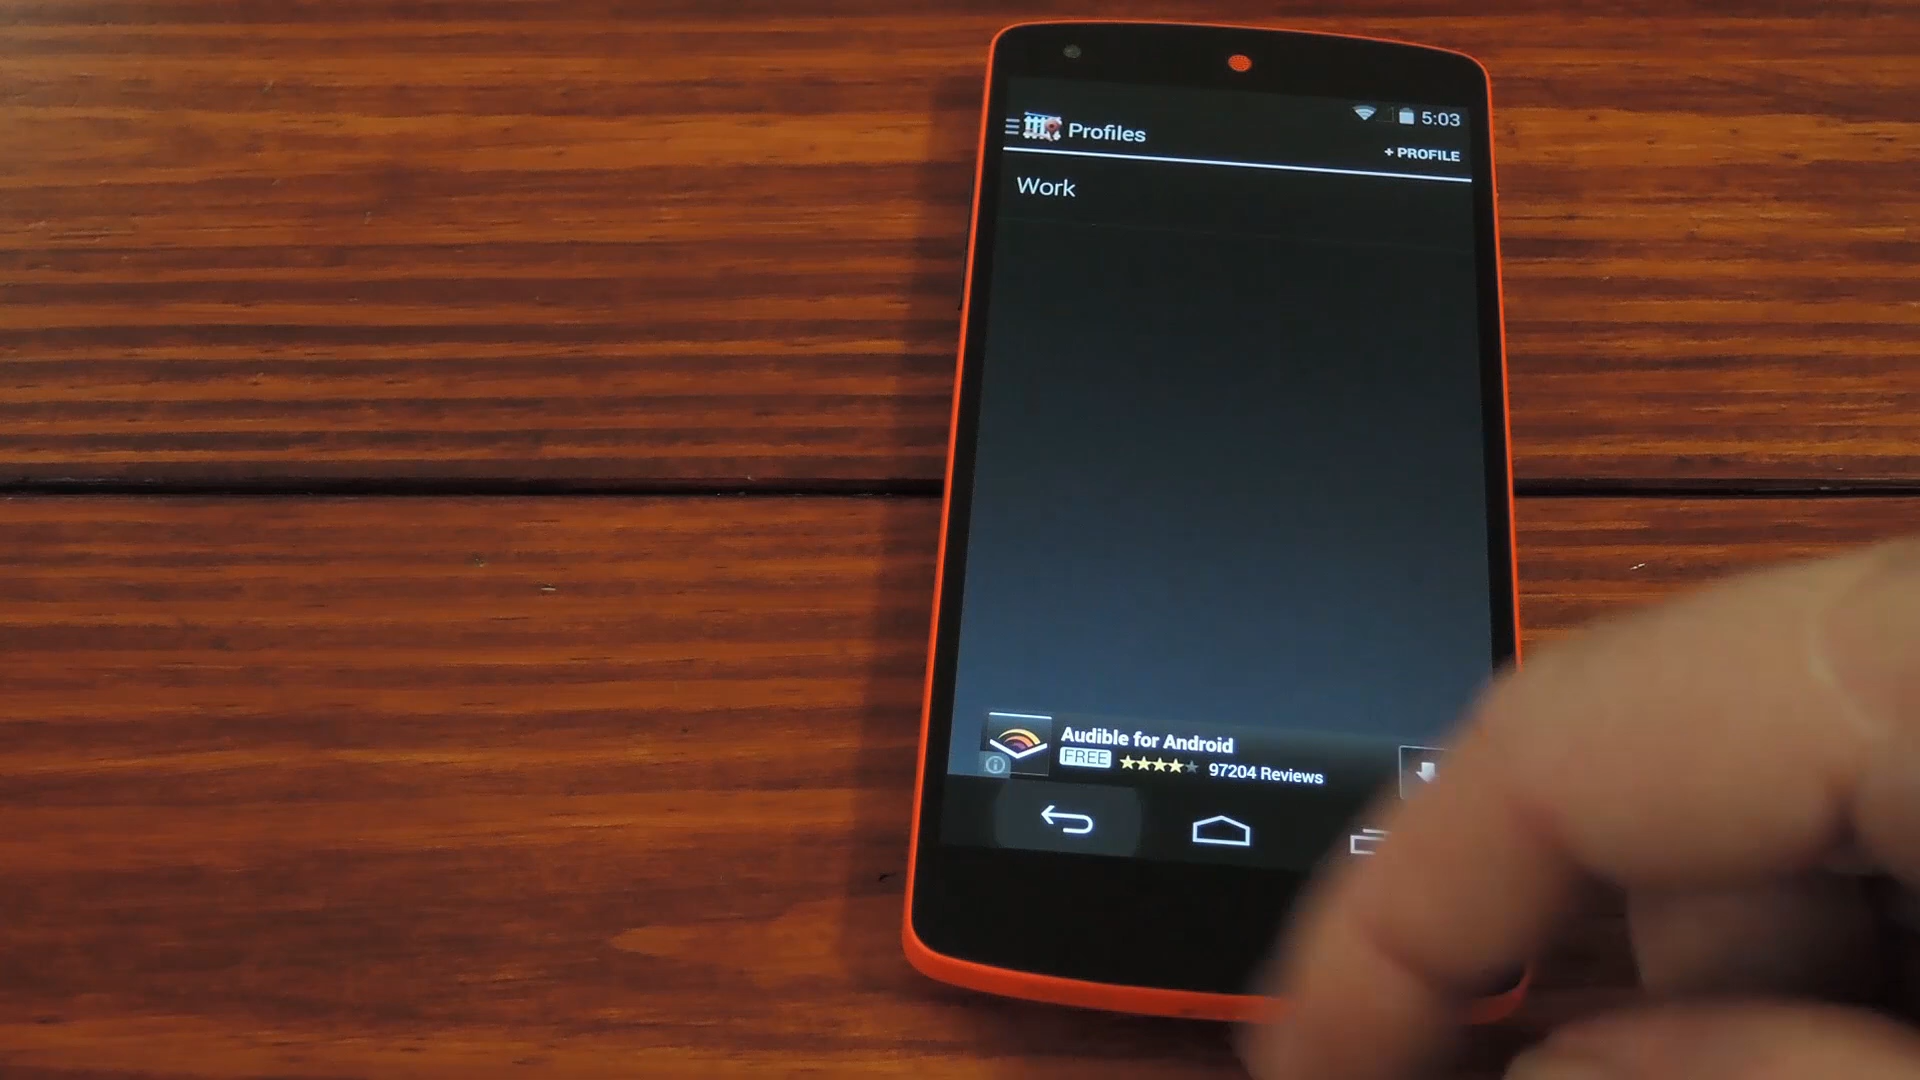 5:03
Profiles
+ PROFILE
Work
Audible for Android
FREE 97204 Reviews